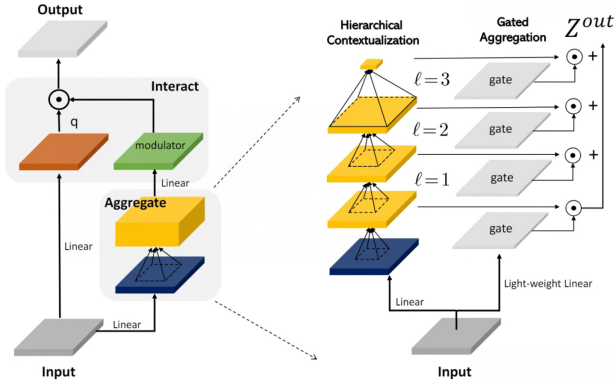 Output
Interact
q
modulator
Linear
Aggregate
Linear
Linear
Input
Hierarchical
Contextualization
Gated
Aggregation
Z^{out}
ℓ=3
gate
+
ℓ=2
gate
+
ℓ=1
gate
+
gate
Linear
Light-weight Linear
Input